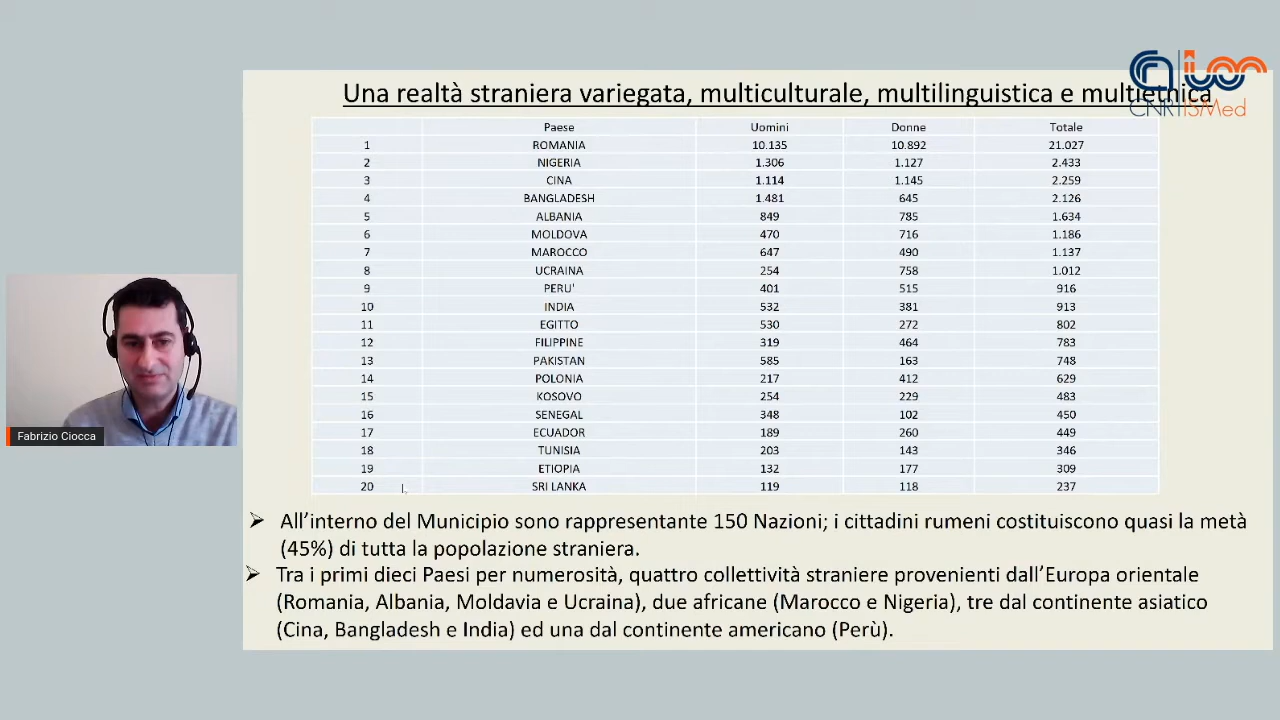 Una realtà straniera variegata, multiculturale, multilinguistica e multietnica
CNR ISMed
Paese Uomini Donne Totale
1 ROMANIA 10.135 10.892 21.027
2 NIGERIA 1.306 1.127 2.433
3 CINA 1.114 1.145 2.259
4 BANGLADESH 1.481 645 2.126
5 ALBANIA 849 785 1.634
6 MOLDOVA 470 716 1.186
7 MAROCCO 647 490 1.137
8 UCRAINA 254 758 1.012
9 PERU' 401 515 916
10 INDIA 532 381 913
11 EGITTO 530 272 802
12 FILIPPINE 319 464 783
13 PAKISTAN 585 163 748
14 POLONIA 217 412 629
15 KOSOVO 254 229 483
16 SENEGAL 348 102 450
17 ECUADOR 189 260 449
18 TUNISIA 203 143 346
19 ETIOPIA 132 177 309
20 SRI LANKA 119 118 237
Fabrizio Ciocca
All'interno del Municipio sono rappresentante 150 Nazioni; i cittadini rumeni costituiscono quasi la metà
(45%) di tutta la popolazione straniera.
Tra i primi dieci Paesi per numerosità, quattro collettività straniere provenienti dall'Europa orientale
(Romania, Albania, Moldavia e Ucraina), due africane (Marocco e Nigeria), tre dal continente asiatico
(Cina, Bangladesh e India) ed una dal continente americano (Perù).